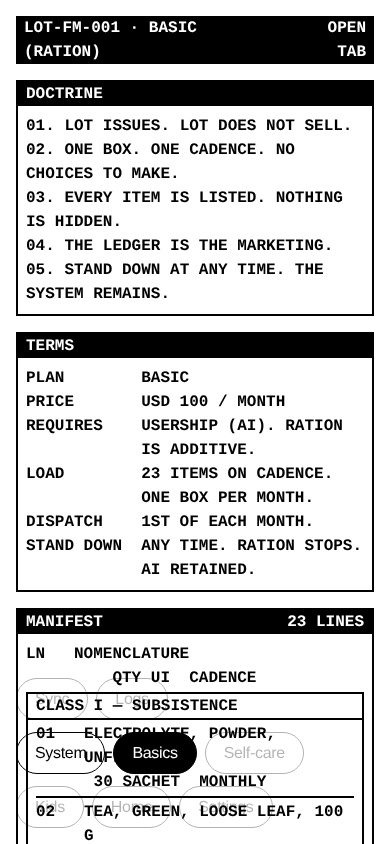 LOT-FM-001 · BASIC (RATION)
OPEN TAB
DOCTRINE
01. LOT ISSUES. LOT DOES NOT SELL.
02. ONE BOX. ONE CADENCE. NO
CHOICES TO MAKE.
03. EVERY ITEM IS LISTED. NOTHING
IS HIDDEN.
04. THE LEDGER IS THE MARKETING.
05. STAND DOWN AT ANY TIME. THE
SYSTEM REMAINS.
TERMS
PLAN BASIC
PRICE USD 100 / MONTH
REQUIRES USERSHIP (AI). RATION
IS ADDITIVE.
LOAD 23 ITEMS ON CADENCE.
ONE BOX PER MONTH.
DISPATCH 1ST OF EACH MONTH.
STAND DOWN ANY TIME. RATION STOPS.
AI RETAINED.
MANIFEST 23 LINES
LN NOMENCLATURE
QTY UI CADENCE
Sync Logs
CLASS I — SUBSISTENCE
01 ELECTROLYTE, POWDER,
System Basics Self-care
30 SACHET MONTHLY
Kids Home Settings
02 TEA, GREEN, LOOSE LEAF, 100
G